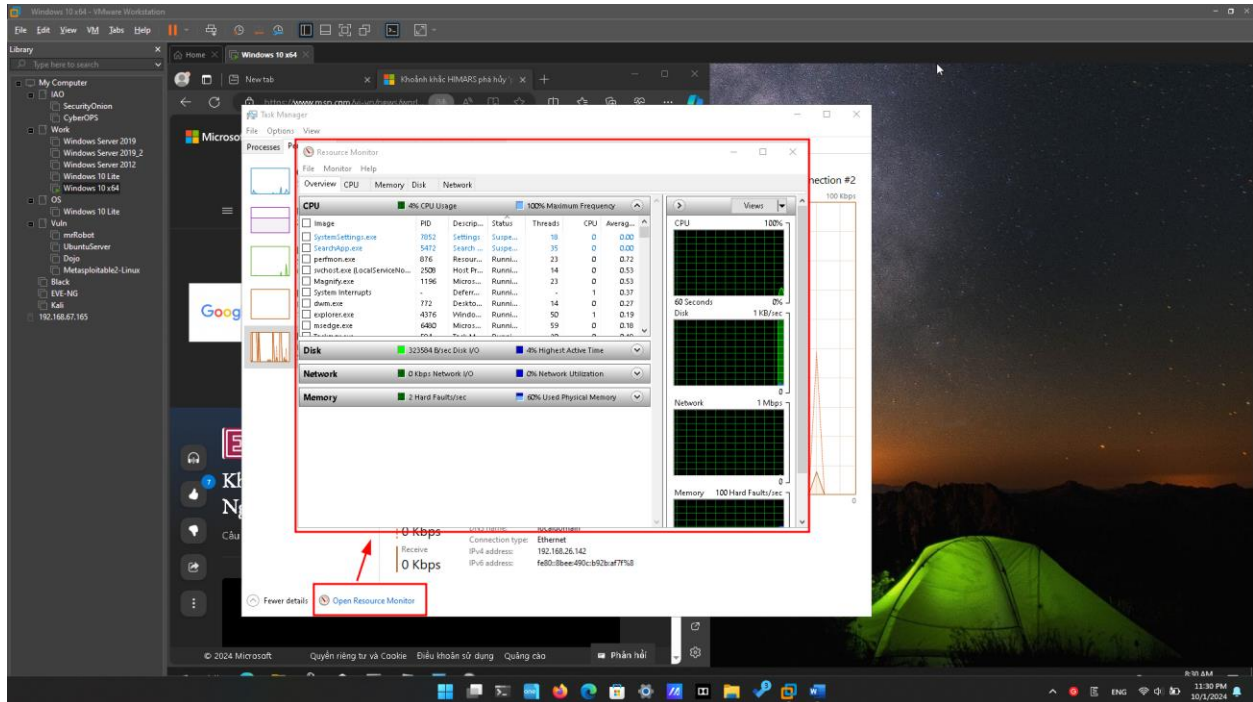 Windows 10 x64 - VMware Workstation
File Edit View VM Tabs Help
Library
Type here to search
Home
Windows 10 x64
My Computer
IAO
SecurityOnion
CyberOPS
Work
Windows Server 2019
Windows Server 2019_2
Windows Server 2012
Windows 10 Lite
Windows 10 x64
OS
Windows 10 Lite
Vuln
mrRobot
UbuntuServer
Dojo
Metasploitable2-Linux
Black
EVE-NG
Kali
192.168.67.165
New tab
Khoảnh khắc HIMARS phá hủy
Microso
Goog
7
Kh
Ng
Câu
© 2024 Microsoft Quyền riêng tư và Cookie Điều khoản sử dụng Quảng cáo Phản hồi
Task Manager
File Options View
Processes
nection #2
100 Kbps
0
Resource Monitor
File Monitor Help
Overview CPU Memory Disk Network
CPU 4% CPU Usage 100% Maximum Frequency
Image PID Descrip... Status Threads CPU Averag...
SystemSettings.exe 7052 Settings Suspe... 18 0 0.00
SearchApp.exe 5472 Search ... Suspe... 35 0 0.00
perfmon.exe 876 Resour... Runni... 23 0 0.72
svchost.exe (LocalServiceNo... 2508 Host Pr... Runni... 14 0 0.53
Magnify.exe 1196 Micros... Runni... 23 0 0.53
System Interrupts - Deferr... Runni... - 1 0.37
dwm.exe 772 Deskto... Runni... 14 0 0.27
explorer.exe 4376 Windo... Runni... 50 1 0.19
msedge.exe 6480 Micros... Runni... 59 0 0.18
Disk 323584 B/sec Disk I/O 4% Highest Active Time
Network 0 Kbps Network I/O 0% Network Utilization
Memory 2 Hard Faults/sec 60% Used Physical Memory
Views
CPU 100%
60 Seconds 0%
Disk 1 KB/sec
0
Network 1 Mbps
0
Memory 100 Hard Faults/sec
0 Kbps
DNS name: localdomain
Connection type: Ethernet
Receive
IPv4 address: 192.168.26.142
0 Kbps
IPv6 address: fe80::8bee:490c:b92b:af7f%8
Fewer details Open Resource Monitor
8:30 AM
ENG
11:30 PM
10/1/2024